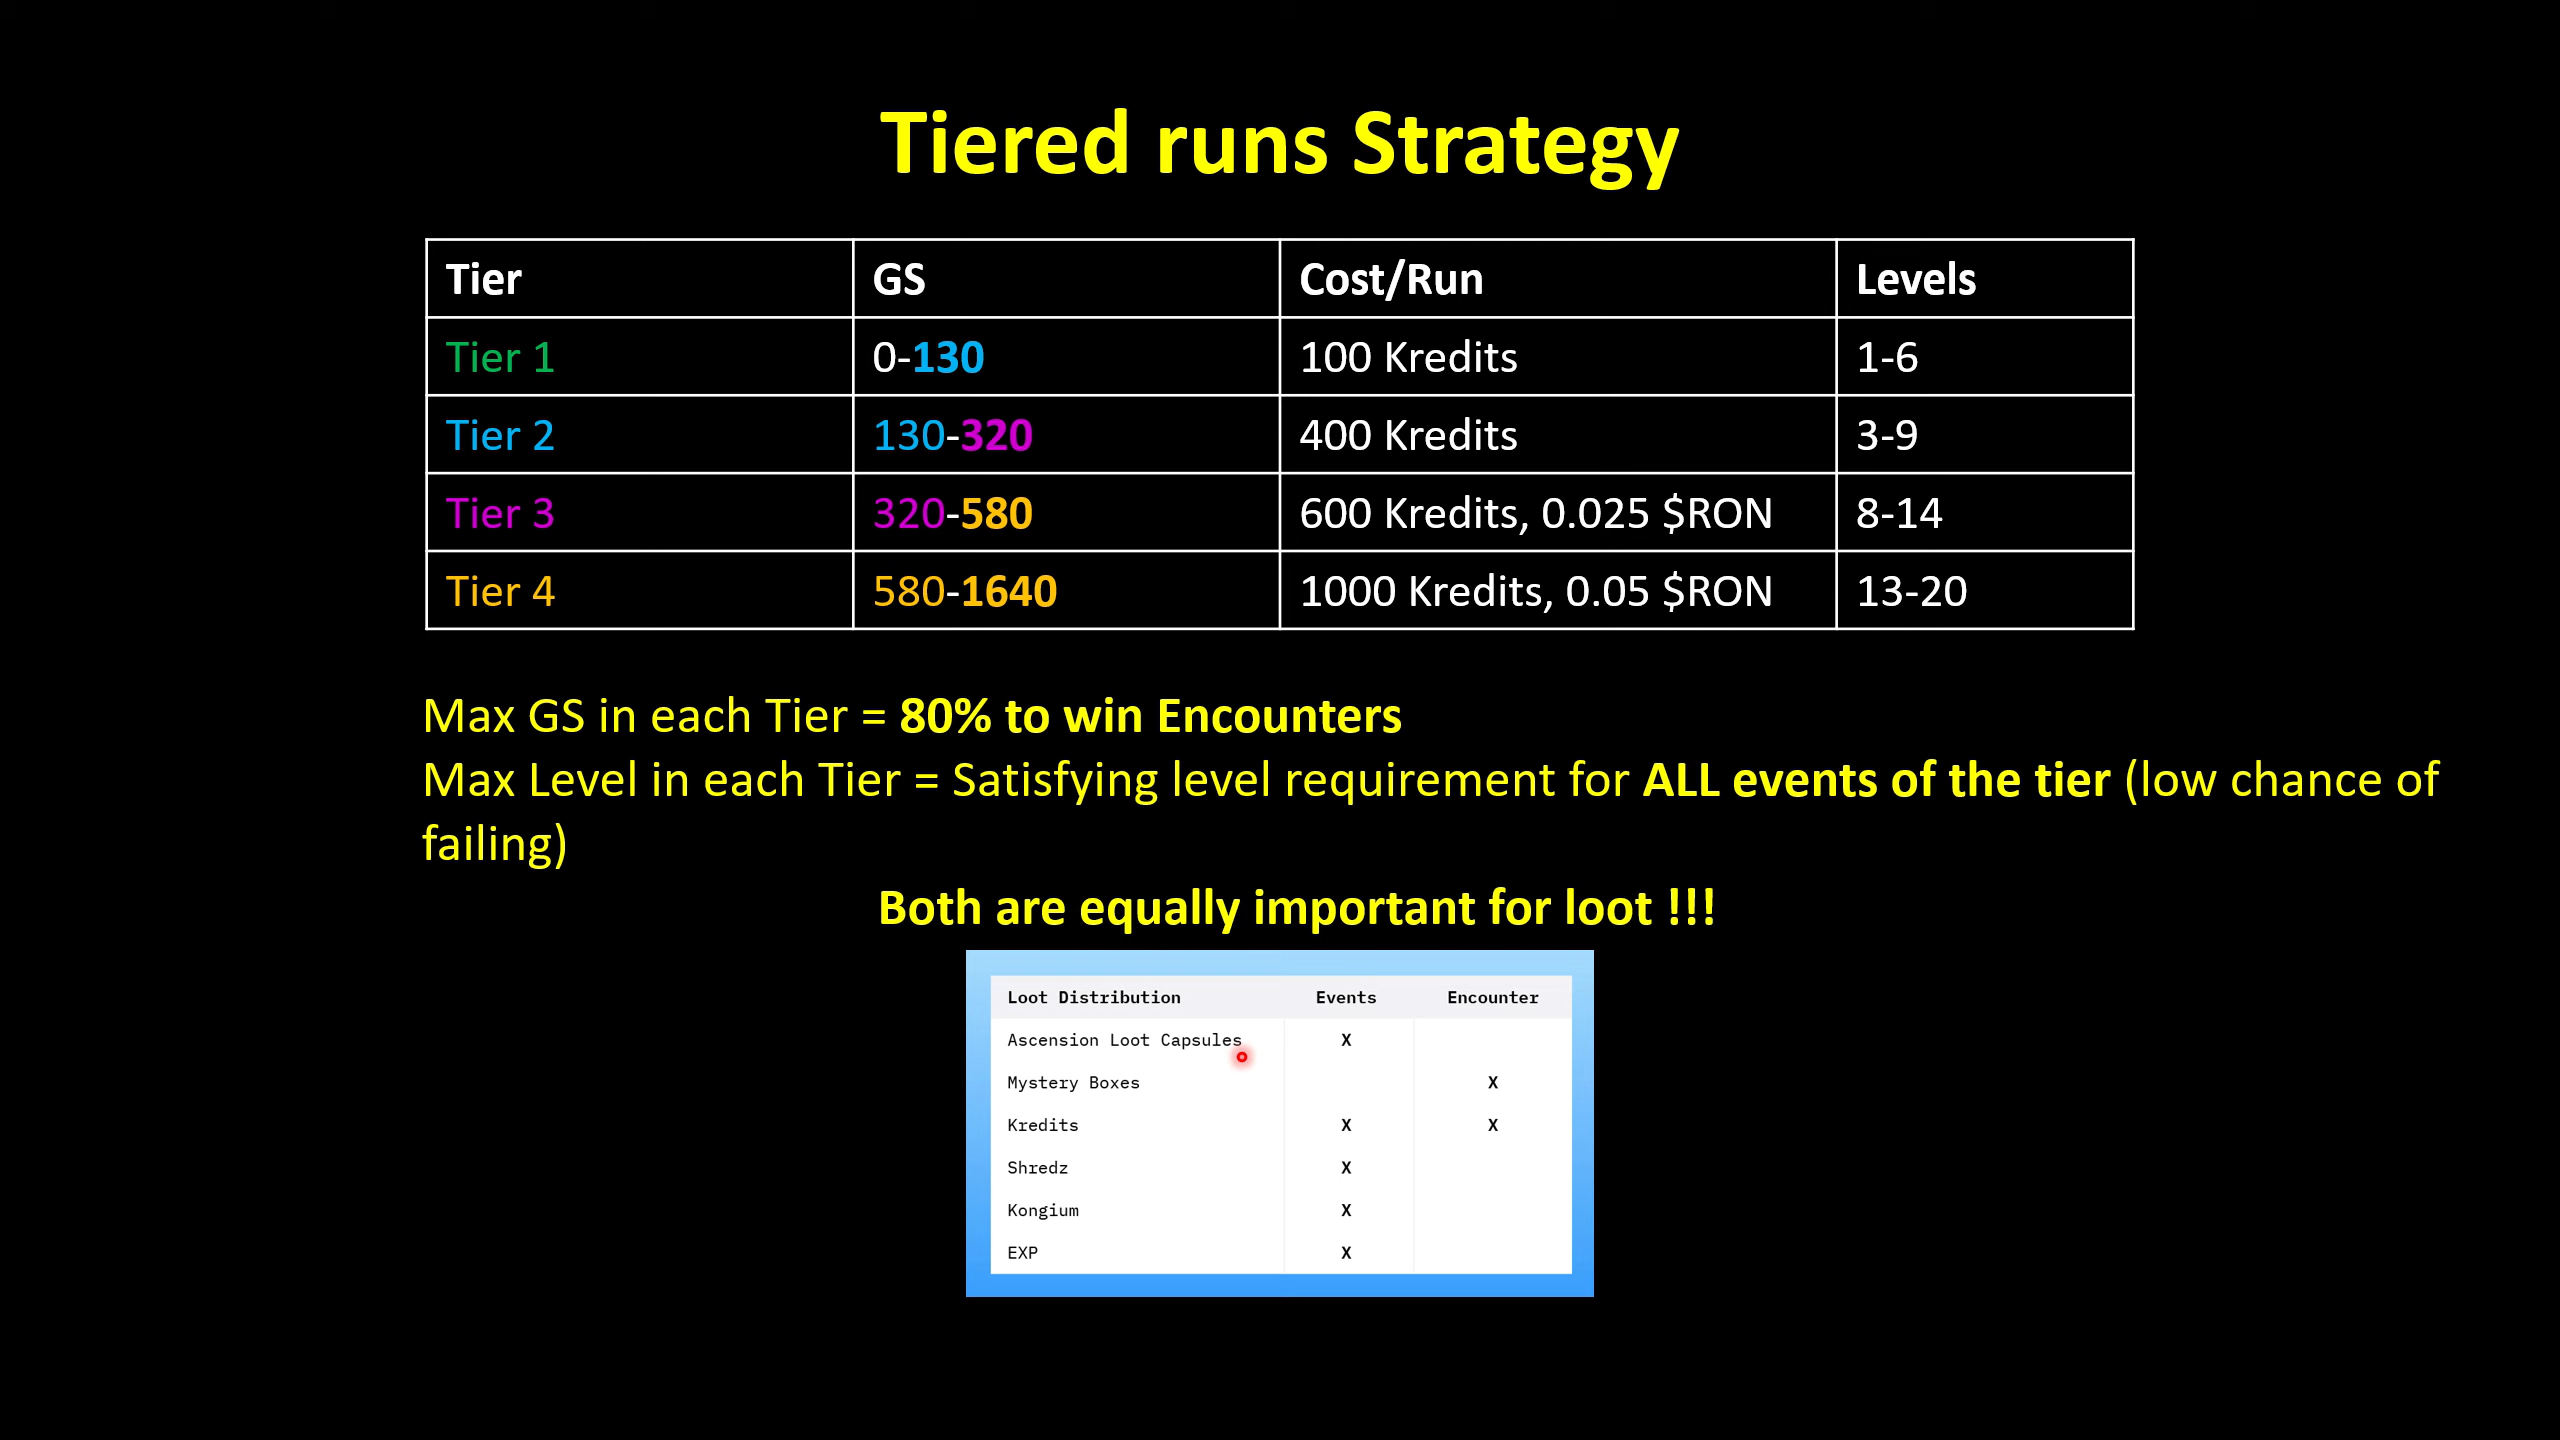 Tiered runs Strategy
Tier GS Cost/Run Levels
Tier 1 0-130 100 Kredits 1-6
Tier 2 130-320 400 Kredits 3-9
Tier 3 320-580 600 Kredits, 0.025 $RON 8-14
Tier 4 580-1640 1000 Kredits, 0.05 $RON 13-20
Max GS in each Tier = 80% to win Encounters
Max Level in each Tier = Satisfying level requirement for ALL events of the tier (low chance of
failing)
Both are equally important for loot !!!
Loot Distribution Events Encounter
Ascension Loot Capsules X
Mystery Boxes X
Kredits X X
Shredz X
Kongium X
EXP X